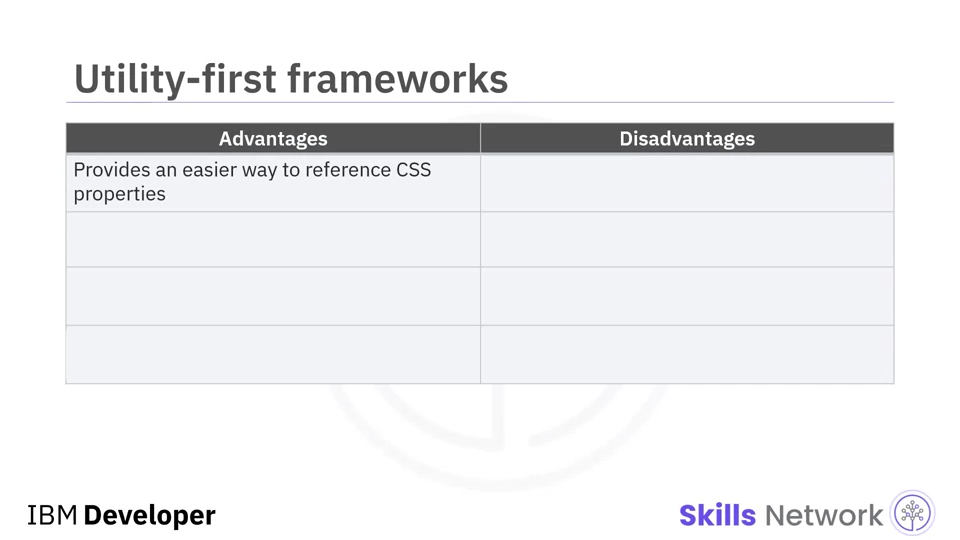 Utility-first frameworks
Advantages
Disadvantages
Provides an easier way to reference CSS
properties
IBM Developer
Skills Network